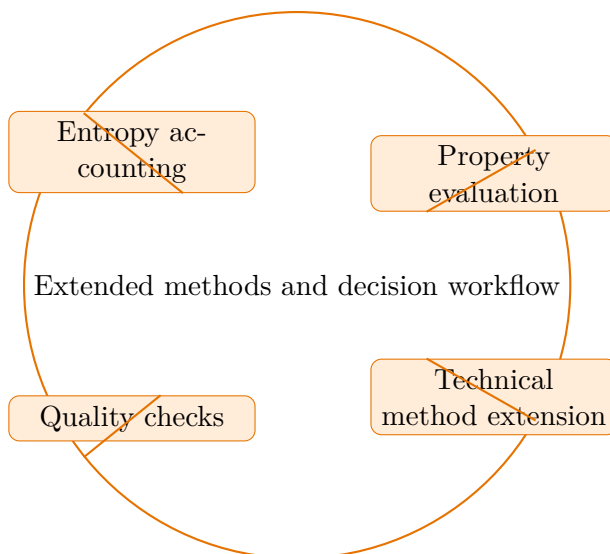 Entropy ac-
counting
Property
evaluation
Extended methods and decision workflow
Technical
method extension
Quality checks